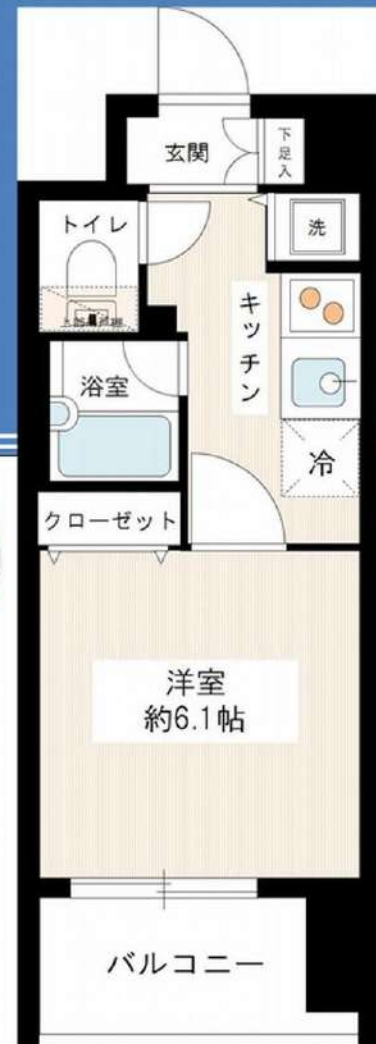 玄関
下足入
トイレ
洗
キッチン
浴室
冷
クローゼット
洋室
約6.1帖
バルコニー